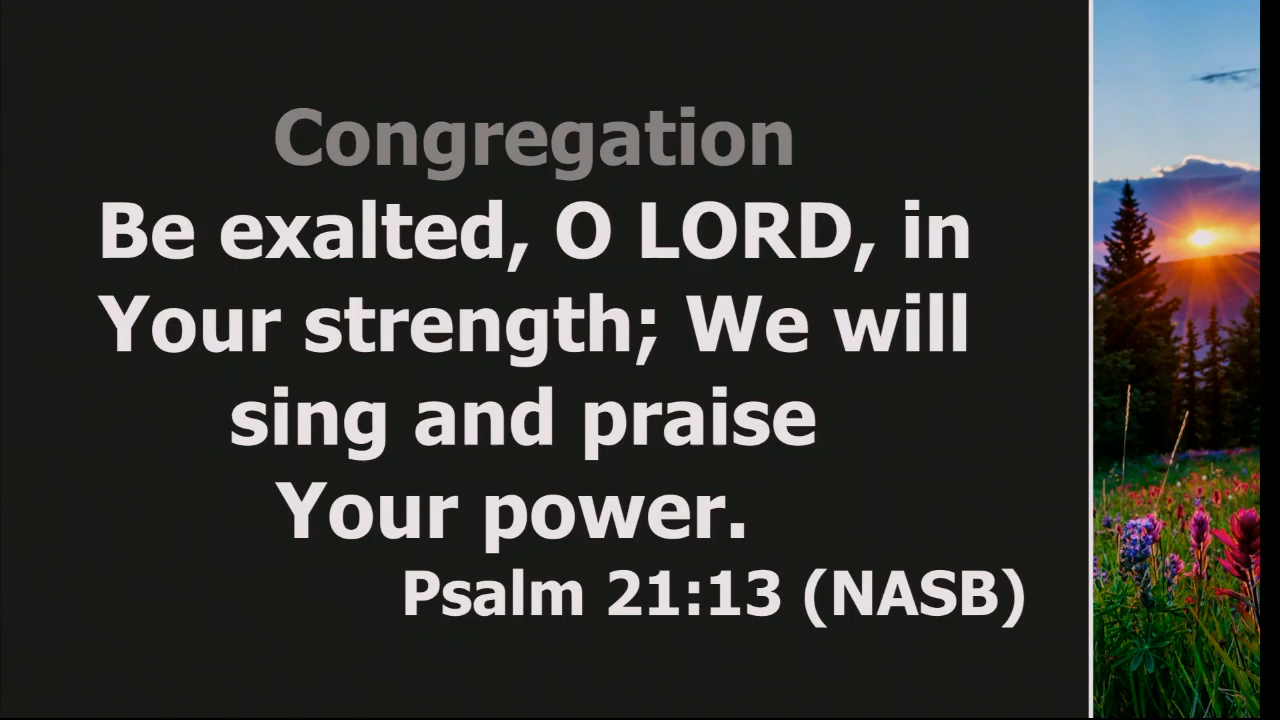 Congregation
Be exalted, O LORD, in
Your strength; We will
sing and praise
Your power.
Psalm 21:13 (NASB)